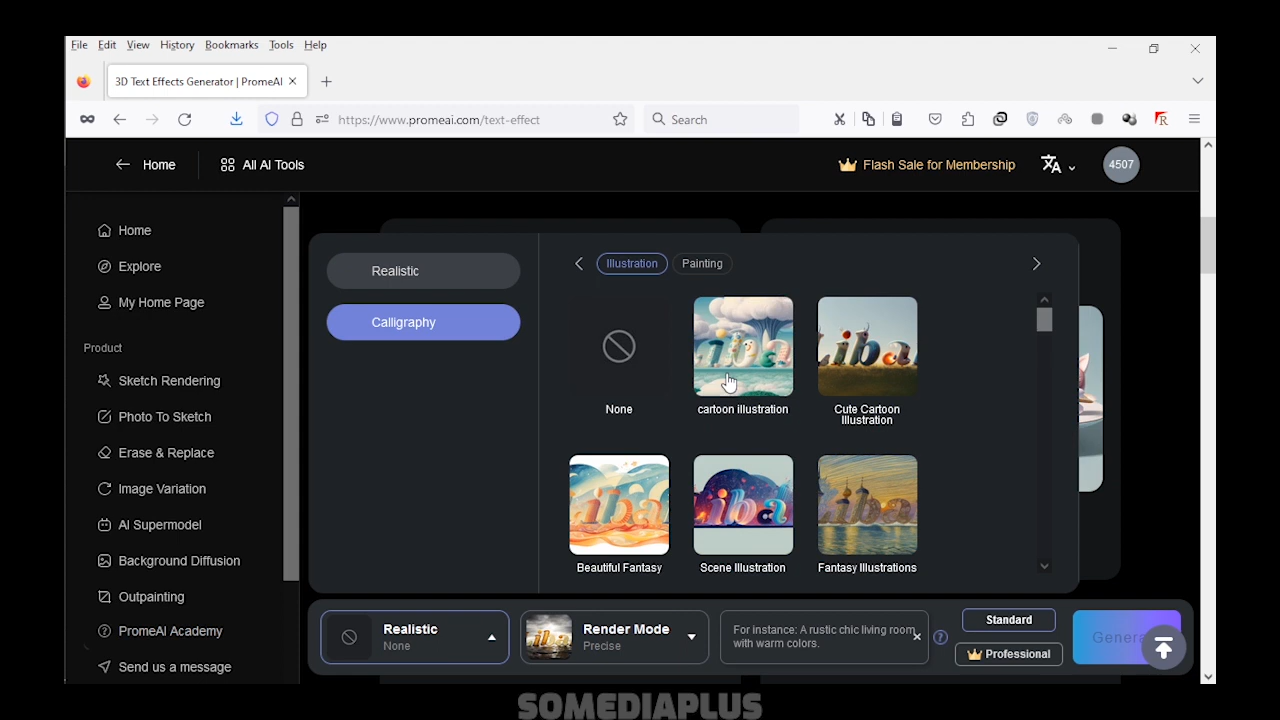 File Edit View History Bookmarks Tools Help
3D Text Effects Generator | PromeAI
https://www.promeai.com/text-effect
Search
Home
All AI Tools
Flash Sale for Membership
4507
Home
Explore
My Home Page
Product
Sketch Rendering
Photo To Sketch
Erase & Replace
Image Variation
AI Supermodel
Background Diffusion
Outpainting
PromeAI Academy
Send us a message
Realistic
Calligraphy
Illustration
Painting
None
cartoon illustration
Cute Cartoon
Illustration
Beautiful Fantasy
Scene Illustration
Fantasy Illustrations
Realistic
None
Render Mode
Precise
For instance: A rustic chic living room
with warm colors.
Standard
Professional
SOMEDIAPLUS